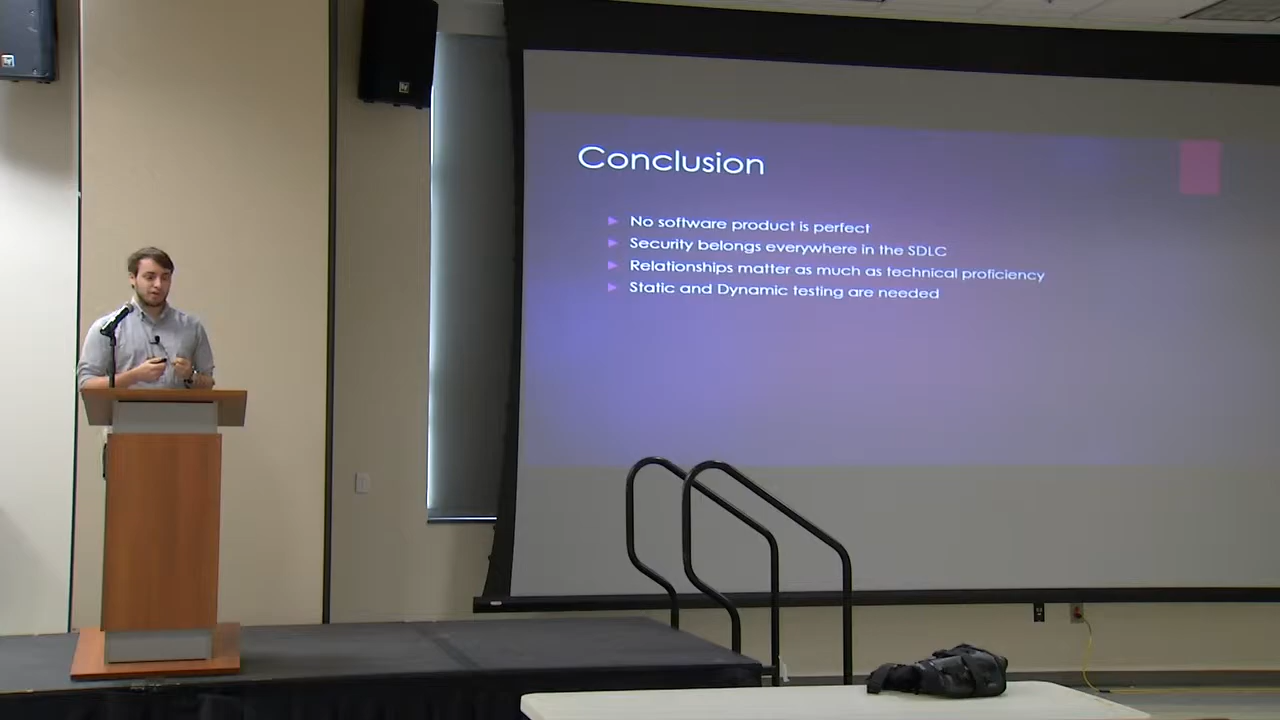 Conclusion
No software product is perfect
Security belongs everywhere in the SDLC
Relationships matter as much as technical proficiency
Static and Dynamic testing are needed